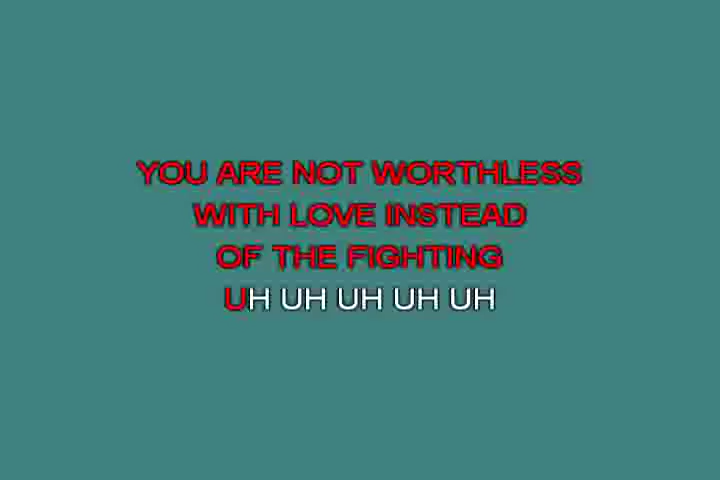 YOU ARE NOT WORTHLESS
WITH LOVE INSTEAD
OF THE FIGHTING
UH UH UH UH UH